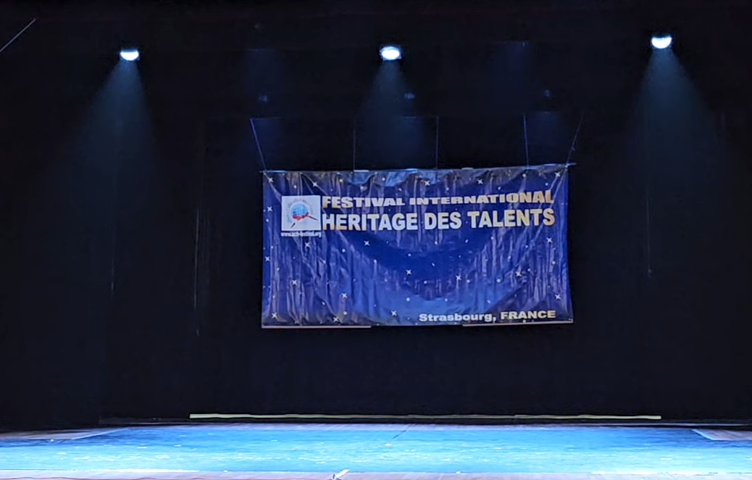 FESTIVAL INTERNATIONAL
HERITAGE DES TALENTS
Strasbourg, FRANCE